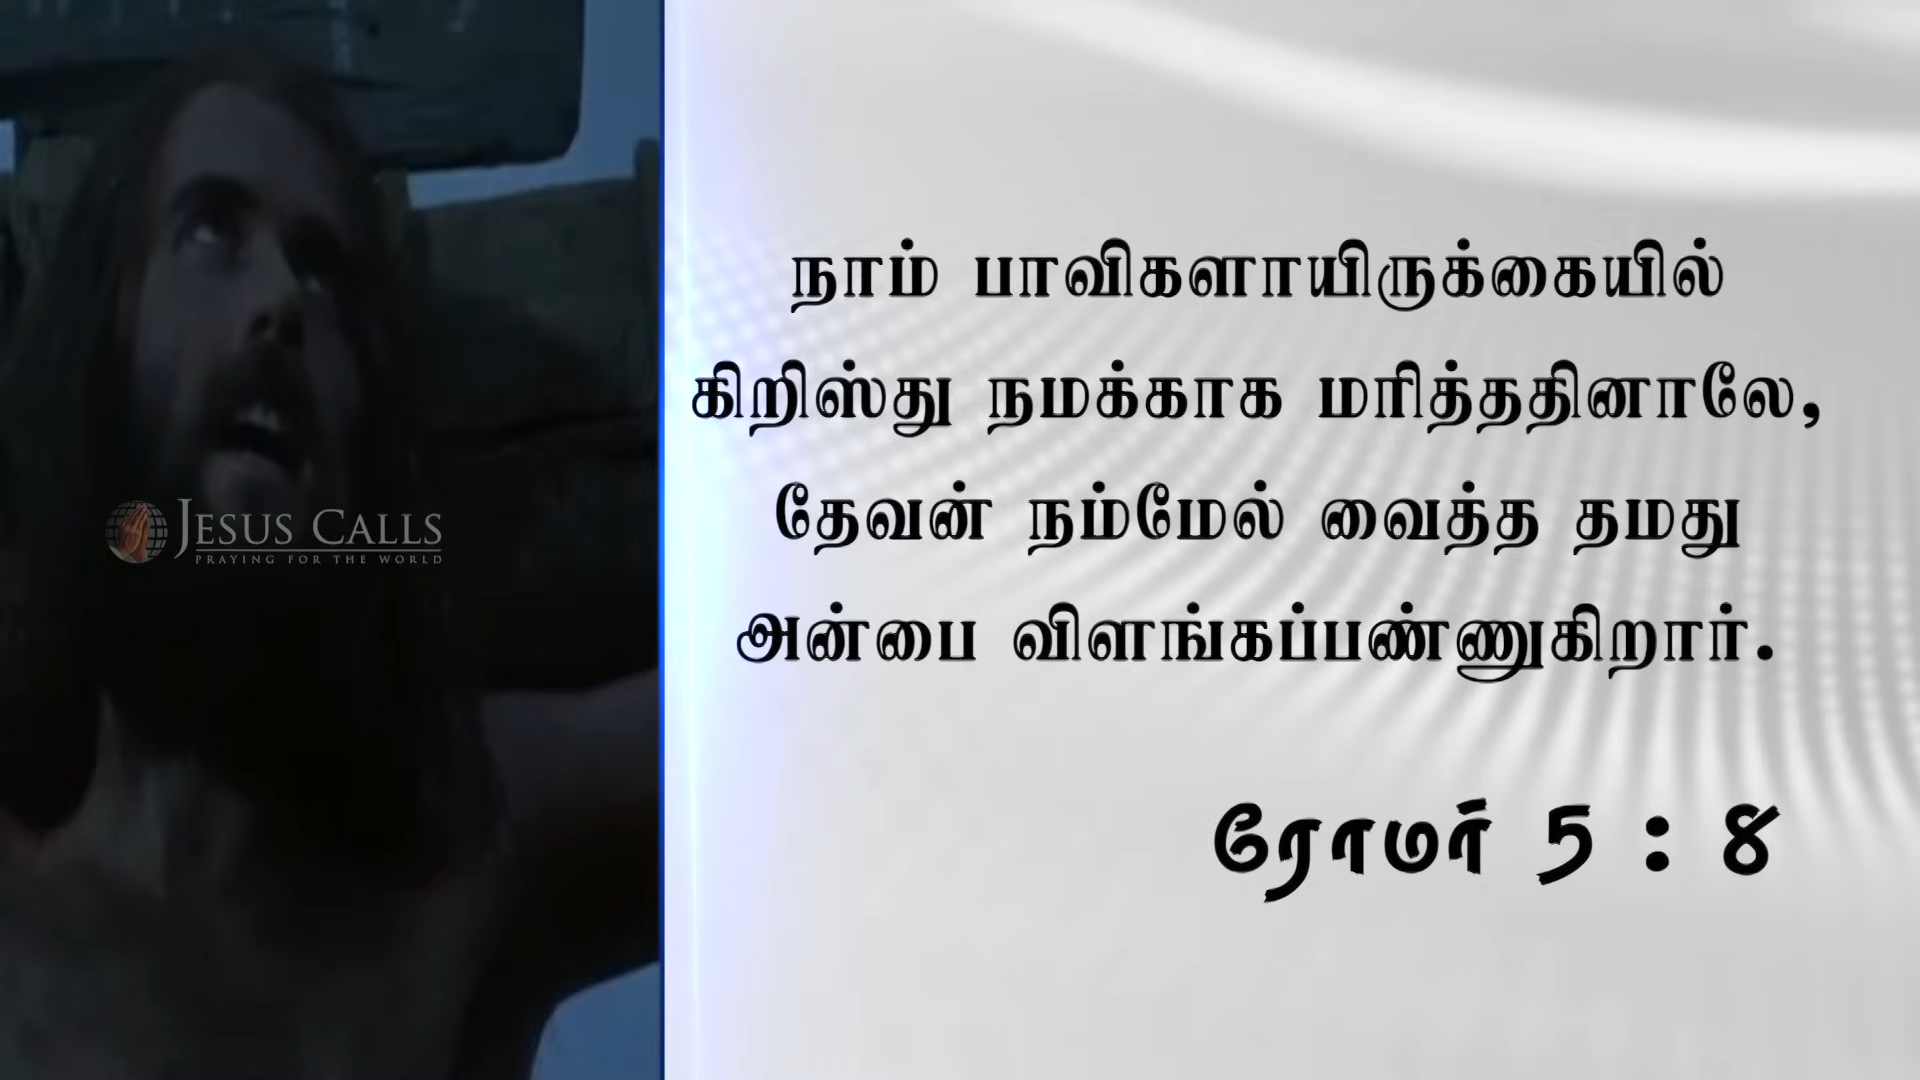 JESUS CALLS
PRAYING FOR THE WORLD
நாம் பாவிகளாயிருக்கையில்
கிறிஸ்து நமக்காக மரித்ததினாலே,
தேவன் நம்மேல் வைத்த தமது
அன்பை விளங்கப்பண்ணுகிறார்.
ரோமர் 5 : 8